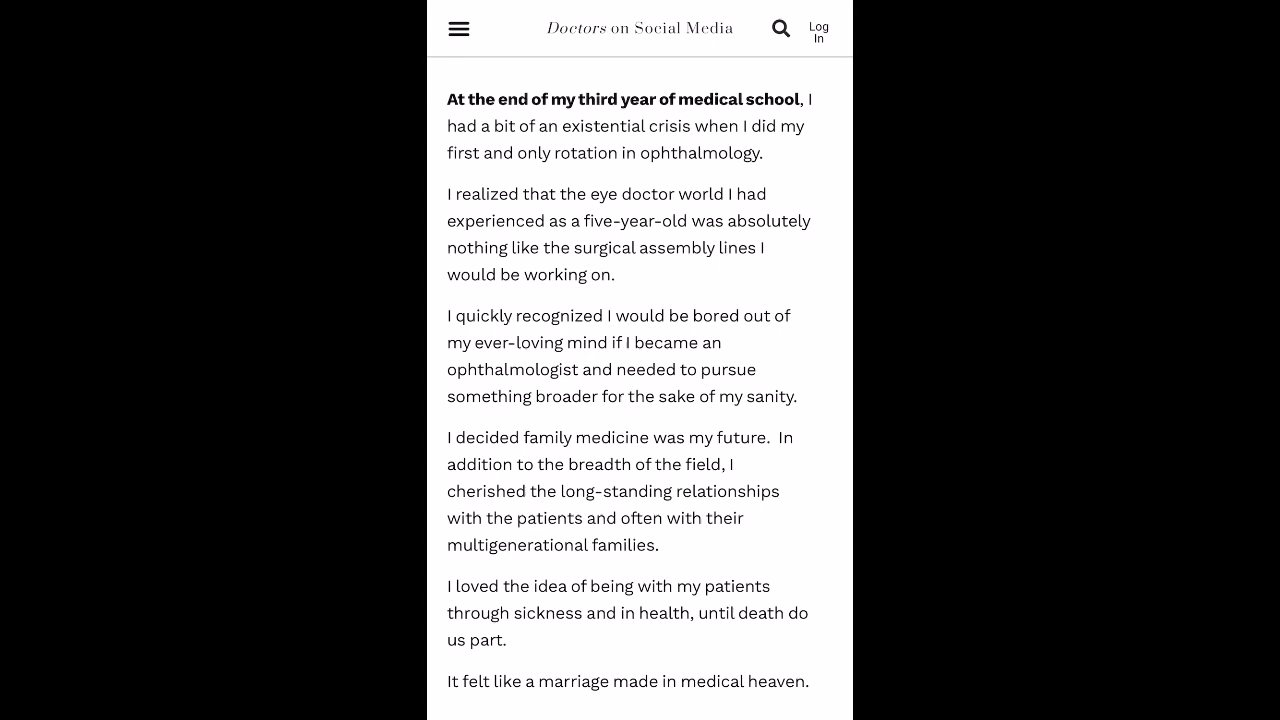 Doctors on Social Media
Log
In
At the end of my third year of medical school, I
had a bit of an existential crisis when I did my
first and only rotation in ophthalmology.
I realized that the eye doctor world I had
experienced as a five-year-old was absolutely
nothing like the surgical assembly lines I
would be working on.
I quickly recognized I would be bored out of
my ever-loving mind if I became an
ophthalmologist and needed to pursue
something broader for the sake of my sanity.
I decided family medicine was my future.  In
addition to the breadth of the field, I
cherished the long-standing relationships
with the patients and often with their
multigenerational families.
I loved the idea of being with my patients
through sickness and in health, until death do
us part.
It felt like a marriage made in medical heaven.